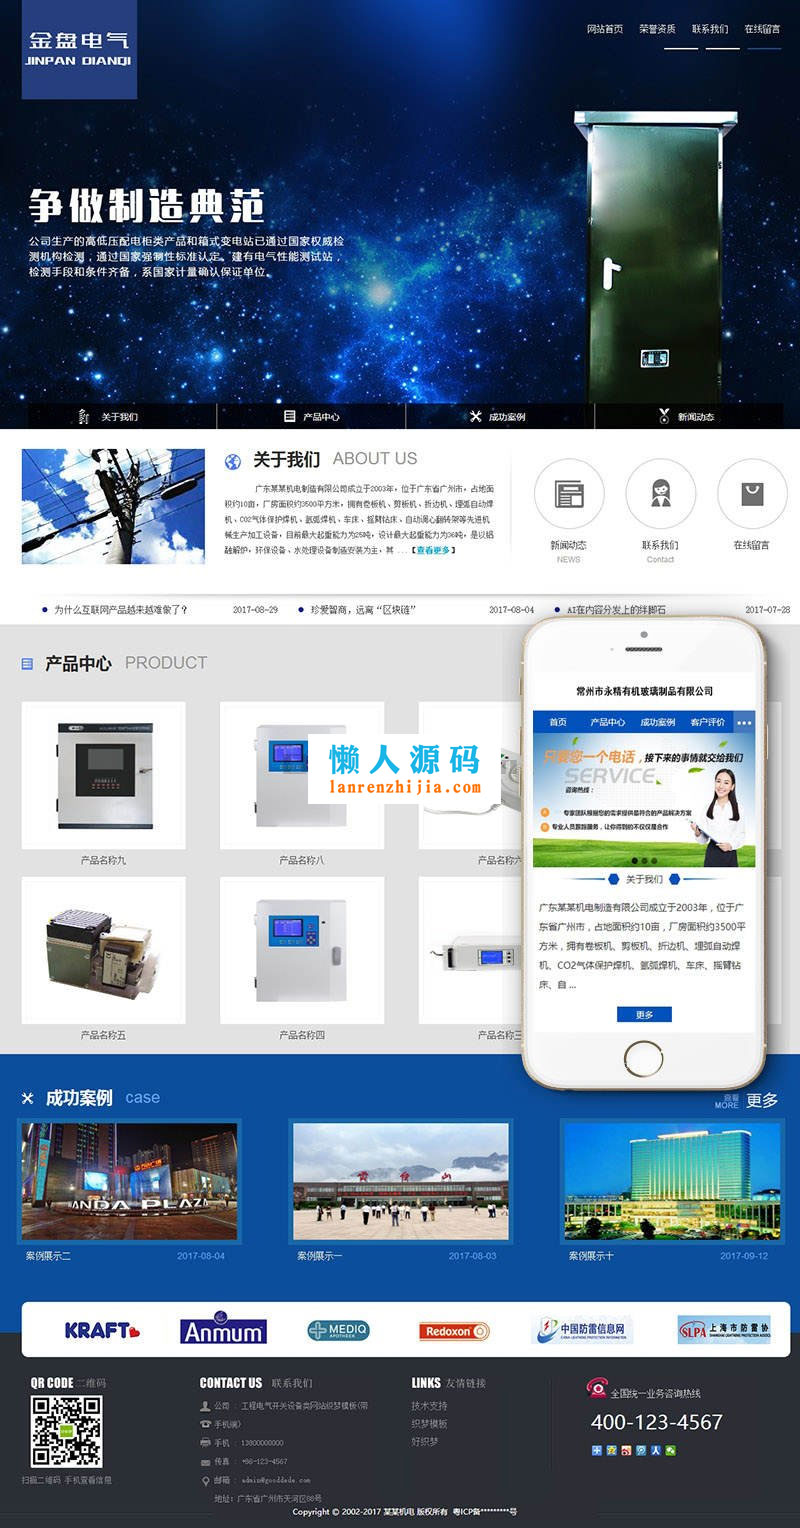 金盘电气
JINPAN DIANQI
网站首页 荣誉资质 联系我们 在线留言
争做制造典范
公司生产的高低压配电柜类产品和箱式变电站已通过国家权威检
测机构检测，通过国家强制性标准认定。建有电气性能测试站，
检测手段和条件齐备，系国家计量确认保证单位。
关于我们 产品中心 成功案例 新闻动态
关于我们 ABOUT US
广东某某机电制造有限公司成立于2003年，位于广东省广州市，占地面
积约10亩，厂房面积约3500平方米，拥有卷板机、剪板机、折边机、埋弧自动焊
机、CO2气体保护焊机、氩弧焊机、车床、摇臂钻床、自动调心翻转架等先进机
械生产加工设备，目前最大起重能力为25吨，设计最大起重能力为36吨，是以铝
融解炉，环保设备、水处理设备制造安装为主，其 ...【查看更多】
新闻动态 联系我们 在线留言
NEWS Contact
为什么互联网产品越来越难做了？ 2017-08-29 珍爱智商，远离“区块链” 2017-08-04 AI在内容分发上的绊脚石 2017-07-28
产品中心 PRODUCT
懒人源码
lanrenzhijia.com
产品名称九 产品名称八 产品名称六
产品名称五 产品名称四 产品名称三
常州市永精有机玻璃制品有限公司
首页 产品中心 成功案例 客户评价
只要您一个电话，接下来的事情就交给我们
SERVICE
咨询热线：
专家团队根据您的需求提供最符合的产品解决方案
专业人员跟踪服务，让你得到的不仅仅是合作
关于我们
广东某某机电制造有限公司成立于2003年，位于广
东省广州市，占地面积约10亩，厂房面积约3500平
方米，拥有卷板机、剪板机、折边机、埋弧自动焊
机、CO2气体保护焊机、氩弧焊机、车床、摇臂钻
床、自 ...
更多
成功案例 case
查看
MORE 更多
ANDA PLAZA
案例展示二 2017-08-04 案例展示一 2017-08-03 案例展示十 2017-09-12
KRAFT
Anmum
MEDIQ
APOTHEEK
Redoxon
中国防雷信息网
SLPA 上海市防雷协
QR CODE 二维码
扫描二维码 手机查看信息
CONTACT US 联系我们
公司 ：工程电气开关设备类网站织梦模板(带
手机端)
手机 ：13800000000
传真 ：+86-123-4567
邮箱 ：admin@gooddede.com
地址：广东省广州市天河区88号
LINKS 友情链接
技术支持
织梦模板
好织梦
全国统一业务咨询热线
400-123-4567
Copyright © 2002-2017 某某机电 版权所有 粤ICP备*********号